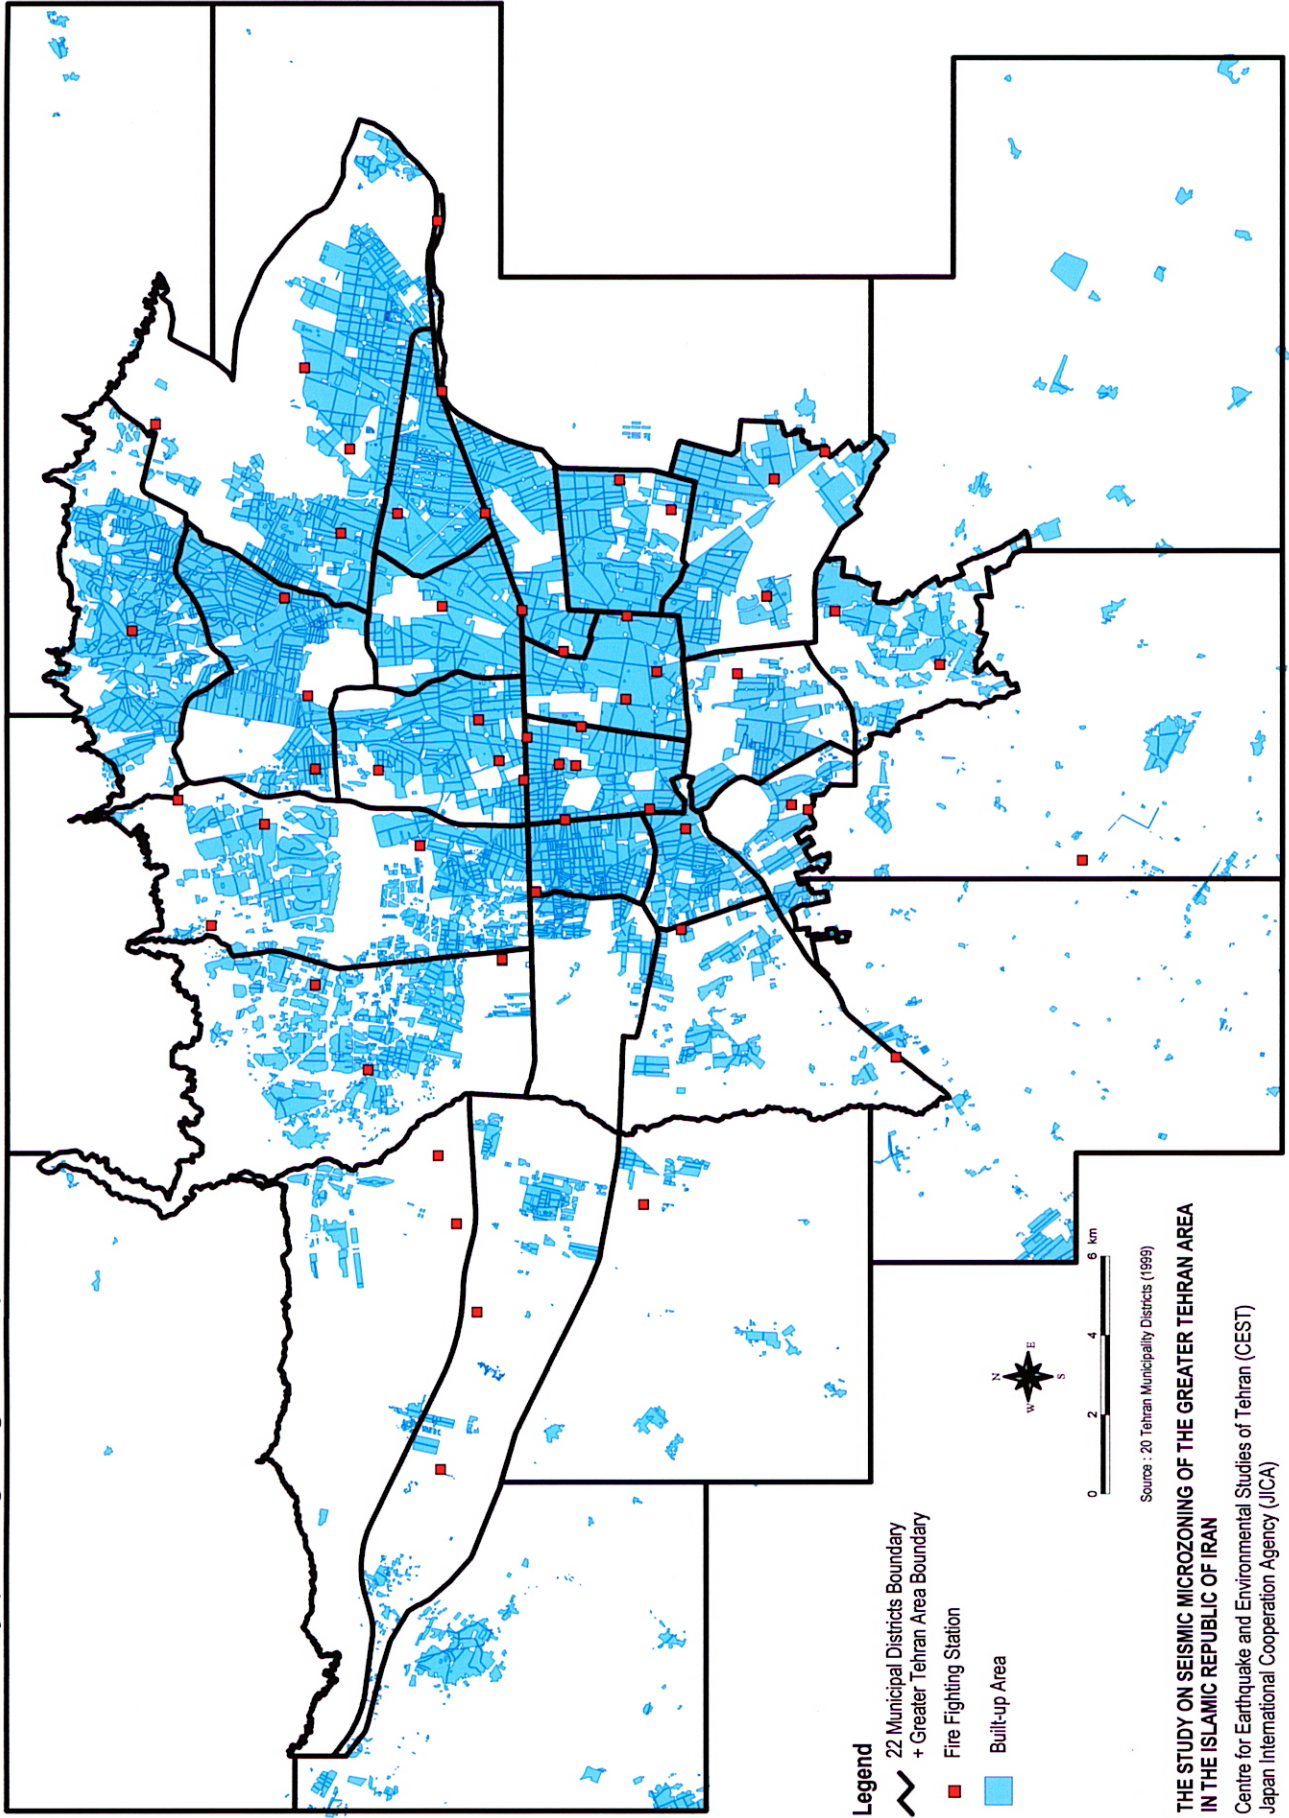 N
W
E
S
0 2 4 6 km
Source : 20 Tehran Municipality Districts (1999)
Legend
22 Municipal Districts Boundary
+ Greater Tehran Area Boundary
Fire Fighting Station
Built-up Area
THE STUDY ON SEISMIC MICROZONING OF THE GREATER TEHRAN AREA
IN THE ISLAMIC REPUBLIC OF IRAN
Centre for Earthquake and Environmental Studies of Tehran (CEST)
Japan International Cooperation Agency (JICA)